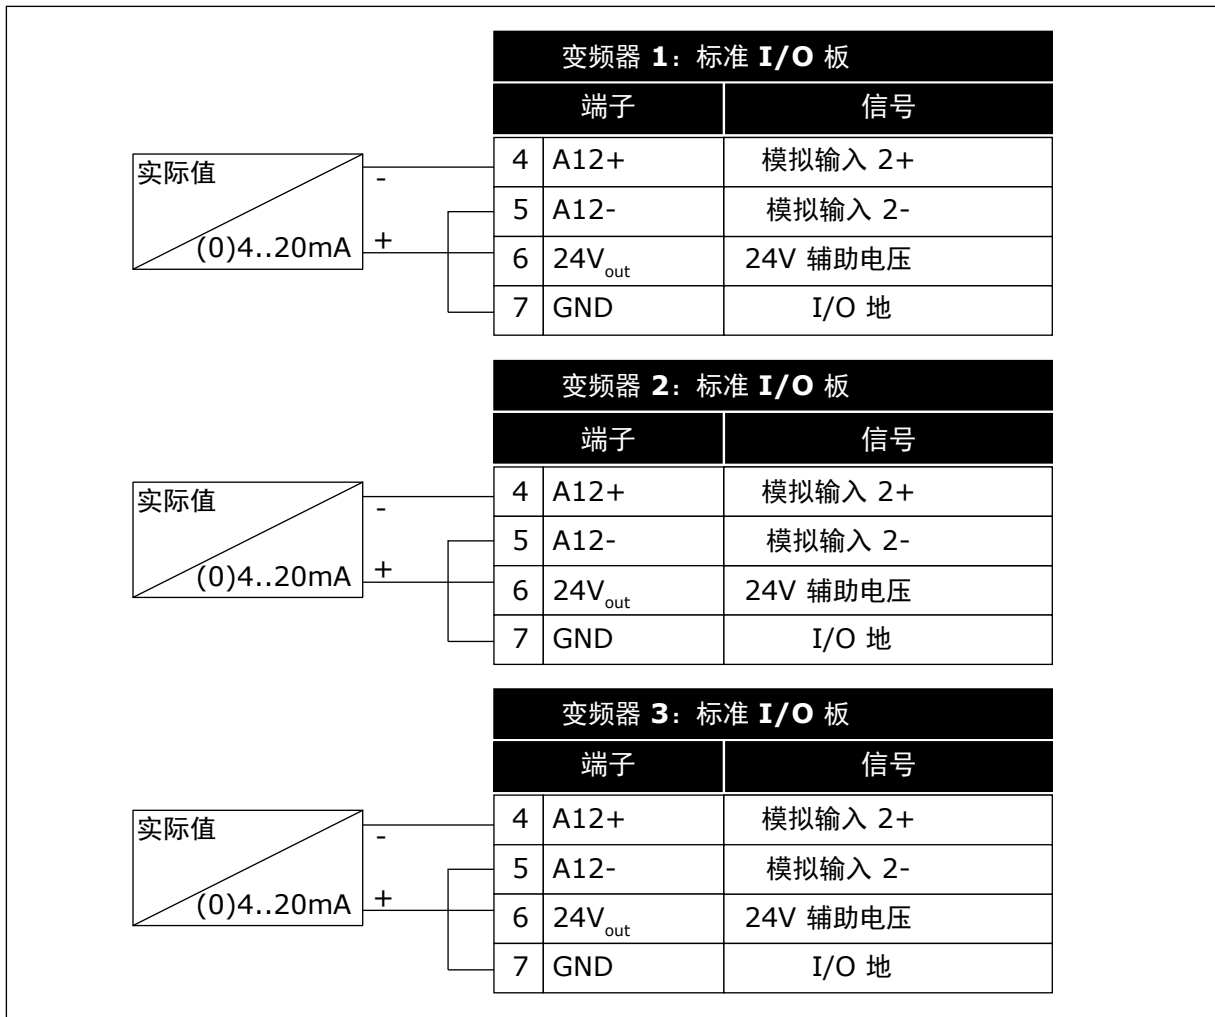 变频器 1：标准 I/O 板
端子 信号
实际值
(0)4..20mA
-
+
4 A12+ 模拟输入 2+
5 A12- 模拟输入 2-
6 24Vout 24V 辅助电压
7 GND I/O 地
变频器 2：标准 I/O 板
端子 信号
实际值
(0)4..20mA
-
+
4 A12+ 模拟输入 2+
5 A12- 模拟输入 2-
6 24Vout 24V 辅助电压
7 GND I/O 地
变频器 3：标准 I/O 板
端子 信号
实际值
(0)4..20mA
-
+
4 A12+ 模拟输入 2+
5 A12- 模拟输入 2-
6 24Vout 24V 辅助电压
7 GND I/O 地